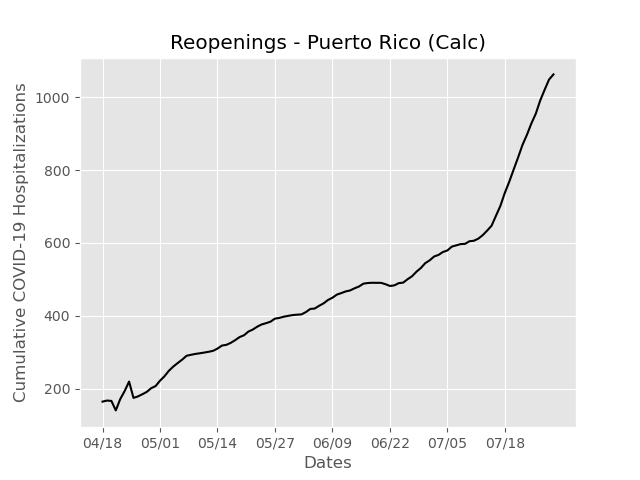 Reopenings - Puerto Rico (Calc)
Cumulative COVID-19 Hospitalizations
1000
800
600
400
200
04/18 05/01 05/14 05/27 06/09 06/22 07/05 07/18
Dates